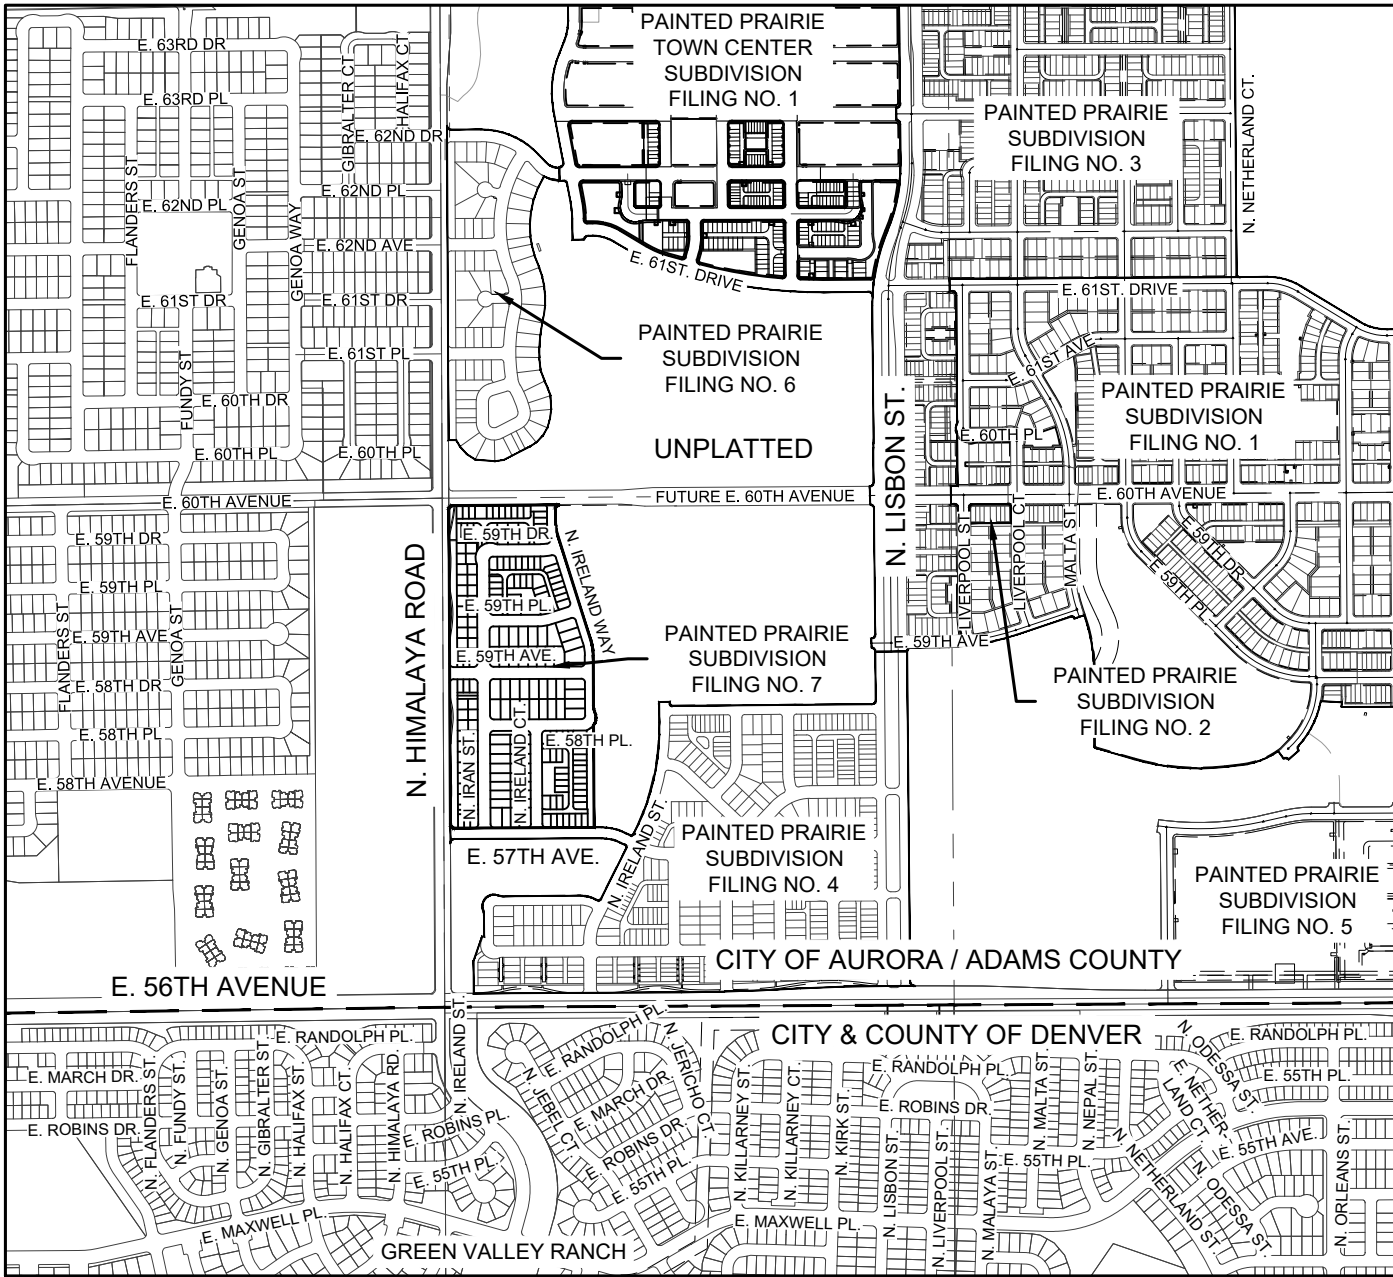 PAINTED PRAIRIE
TOWN CENTER
SUBDIVISION
FILING NO. 1
E. 63RD DR
E. 63RD PL
GIBRALTER CT
HALIFAX CT
E. 62ND DR
FLANDERS ST
E. 62ND PL
GENOA ST
GENOA WAY
E. 62ND PL
E. 62ND AVE
E. 61ST DR
E. 61ST DR
E. 61ST PL
FUNDY ST
E. 60TH DR
E. 60TH PL
E. 60TH PL
E. 60TH AVENUE
PAINTED PRAIRIE
SUBDIVISION
FILING NO. 3
N. NETHERLAND CT.
E. 61ST. DRIVE
E. 61ST. DRIVE
PAINTED PRAIRIE
SUBDIVISION
FILING NO. 6
UNPLATTED
N. LISBON ST.
E. 61ST AVE
PAINTED PRAIRIE
SUBDIVISION
FILING NO. 1
E. 60TH PL
FUTURE E. 60TH AVENUE
E. 60TH AVENUE
E. 59TH DR
E. 59TH PL
FLANDERS ST
E. 59TH AVE
GENOA ST
E. 58TH DR
E. 58TH PL
E. 58TH AVENUE
N. HIMALAYA ROAD
E. 59TH DR.
N. IRELAND WAY
E. 59TH PL.
E. 59TH AVE.
N. IRAN ST.
N. IRELAND CT.
E. 58TH PL.
PAINTED PRAIRIE
SUBDIVISION
FILING NO. 7
LIVERPOOL ST
LIVERPOOL CT
MALTA ST
E. 59TH DR
E. 59TH PL
E. 59TH AVE
PAINTED PRAIRIE
SUBDIVISION
FILING NO. 2
E. 57TH AVE.
N. IRELAND ST.
PAINTED PRAIRIE
SUBDIVISION
FILING NO. 4
PAINTED PRAIRIE
SUBDIVISION
FILING NO. 5
CITY OF AURORA / ADAMS COUNTY
E. 56TH AVENUE
CITY & COUNTY OF DENVER
E. RANDOLPH PL.
E. MARCH DR.
E. ROBINS DR.
N. FLANDERS ST.
N. FUNDY ST.
N. GENOA ST.
N. GIBRALTER ST.
N. HALIFAX ST.
N. HALIFAX CT.
N. HIMALAYA RD.
N. IRELAND ST.
E. ROBINS PL.
E. 55TH PL.
E. MAXWELL PL.
E. RANDOLPH PL.
N. JERICHO CT.
N. JEBEL CT.
E. MARCH DR.
E. ROBINS DR.
E. 55TH PL.
N. KILLARNEY ST.
N. KILLARNEY CT.
N. KIRK ST.
E. RANDOLPH PL.
E. ROBINS DR.
N. LISBON ST.
N. LIVERPOOL ST.
N. MALAYA ST.
N. MALTA ST.
N. NEPAL ST.
E. 55TH PL.
E. MAXWELL PL.
N. ODESSA ST.
E. NETHER-
LAND CT.
N. NETHERLAND ST.
E. RANDOLPH PL.
E. 55TH PL.
E. 55TH AVE.
N. ODESSA ST.
N. ORLEANS ST.
GREEN VALLEY RANCH